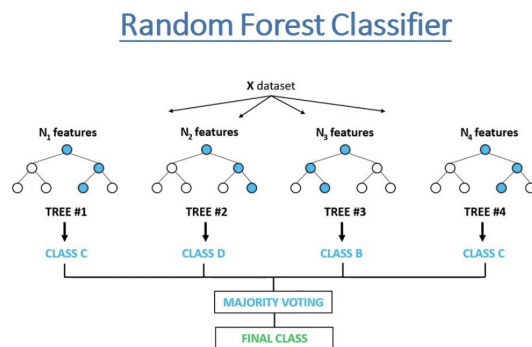 Random Forest Classifier
X dataset
N₁ features N₂ features N₃ features N₄ features
TREE #1 TREE #2 TREE #3 TREE #4
CLASS C CLASS D CLASS B CLASS C
MAJORITY VOTING
FINAL CLASS